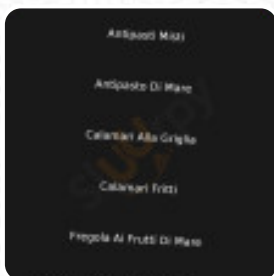 Antipasti Misti
Antipasto Di Mare
Calamari Alla Griglia
Calamari Fritti
Fregola Ai Frutti Di Mare